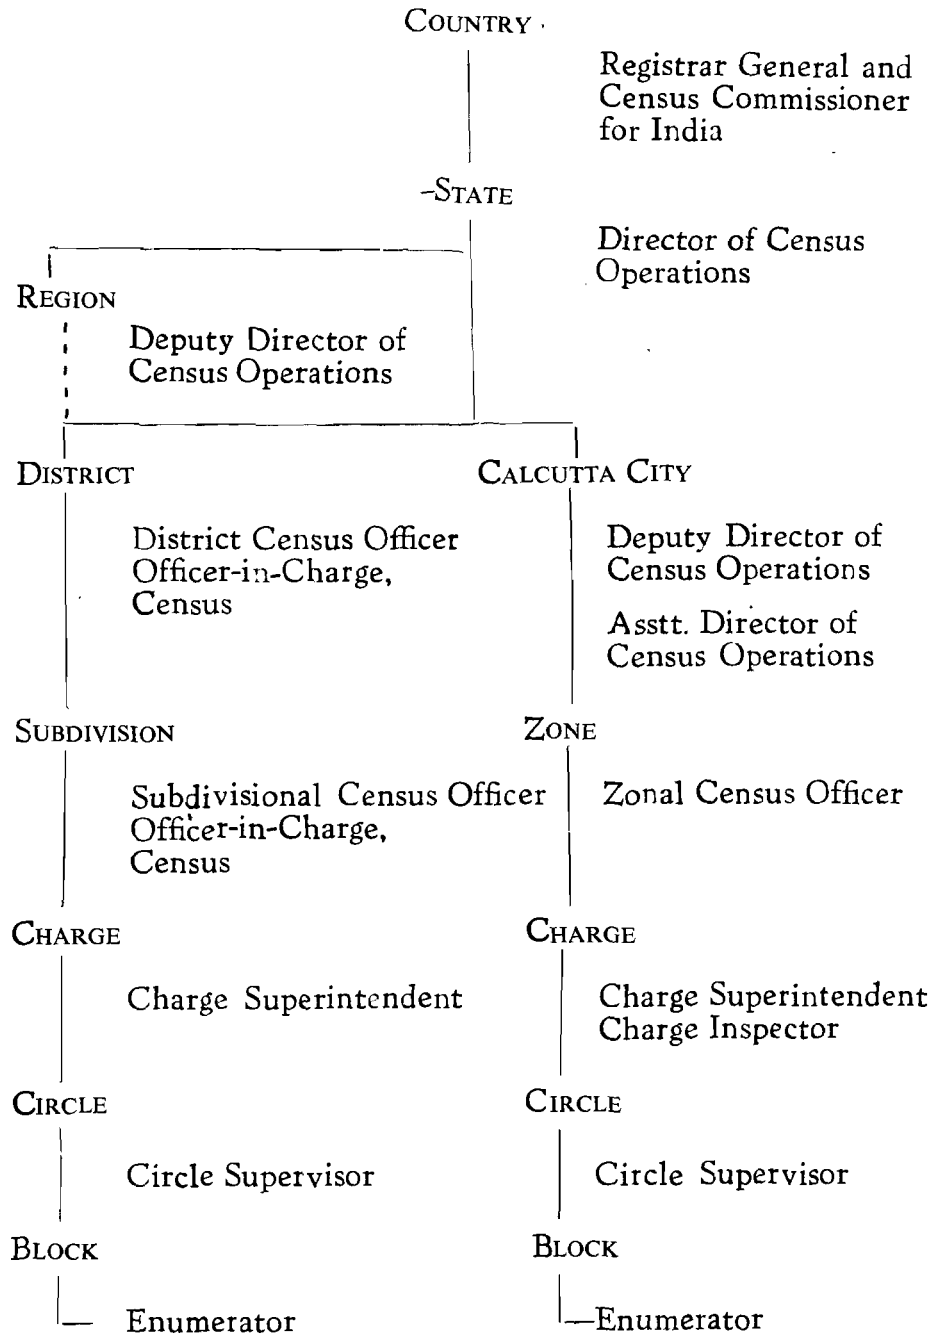 COUNTRY
Registrar General and
Census Commissioner
for India
STATE
Director of Census
Operations
REGION
Deputy Director of
Census Operations
DISTRICT
CALCUTTA CITY
District Census Officer
Officer-in-Charge,
Census
Deputy Director of
Census Operations
Asstt. Director of
Census Operations
SUBDIVISION
ZONE
Subdivisional Census Officer
Officer-in-Charge,
Census
Zonal Census Officer
CHARGE
CHARGE
Charge Superintendent
Charge Superintendent
Charge Inspector
CIRCLE
CIRCLE
Circle Supervisor
Circle Supervisor
BLOCK
BLOCK
Enumerator
Enumerator